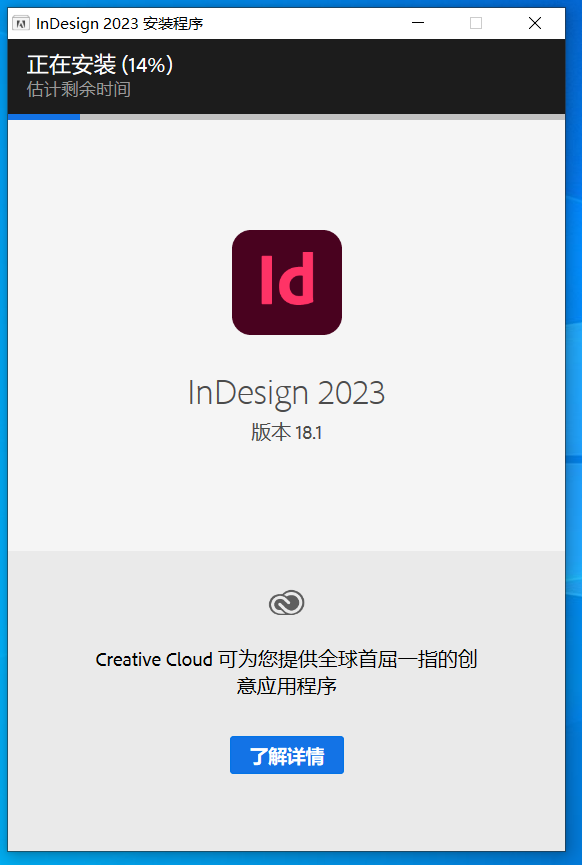 InDesign 2023 安装程序
正在安装 (14%)
估计剩余时间
Id
InDesign 2023
版本 18.1
Creative Cloud 可为您提供全球首屈一指的创
意应用程序
了解详情